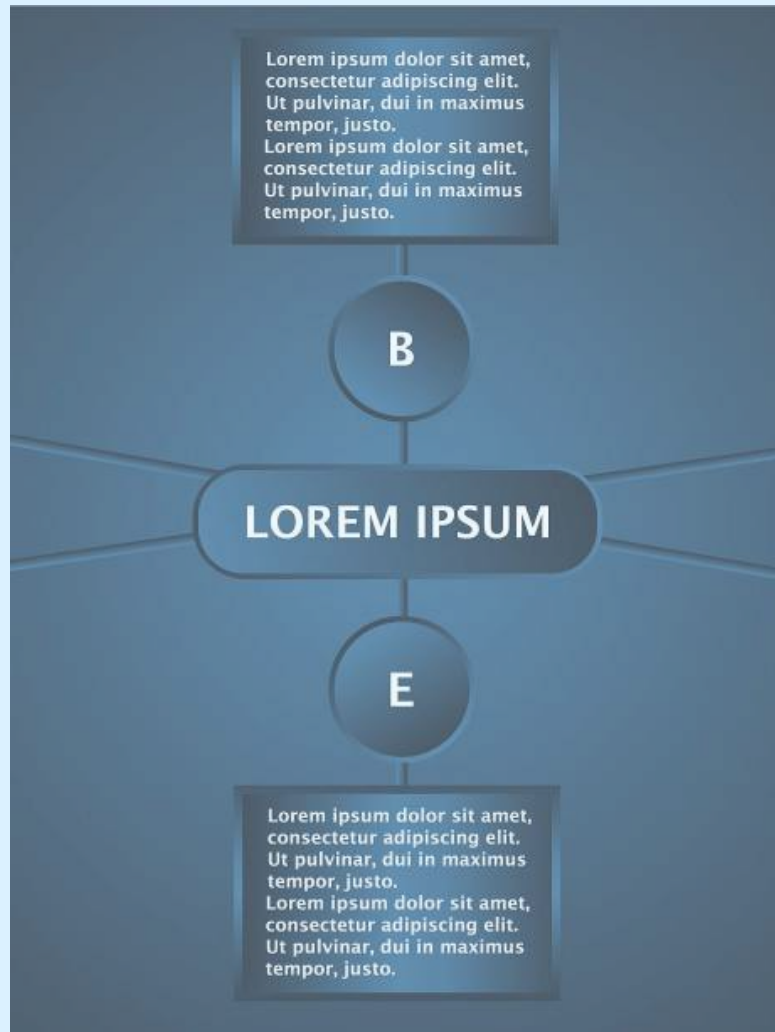 Lorem ipsum dolor sit amet,
consectetur adipiscing elit.
Ut pulvinar, dui in maximus
tempor, justo.
Lorem ipsum dolor sit amet,
consectetur adipiscing elit.
Ut pulvinar, dui in maximus
tempor, justo.
B
LOREM IPSUM
E
Lorem ipsum dolor sit amet,
consectetur adipiscing elit.
Ut pulvinar, dui in maximus
tempor, justo.
Lorem ipsum dolor sit amet,
consectetur adipiscing elit.
Ut pulvinar, dui in maximus
tempor, justo.